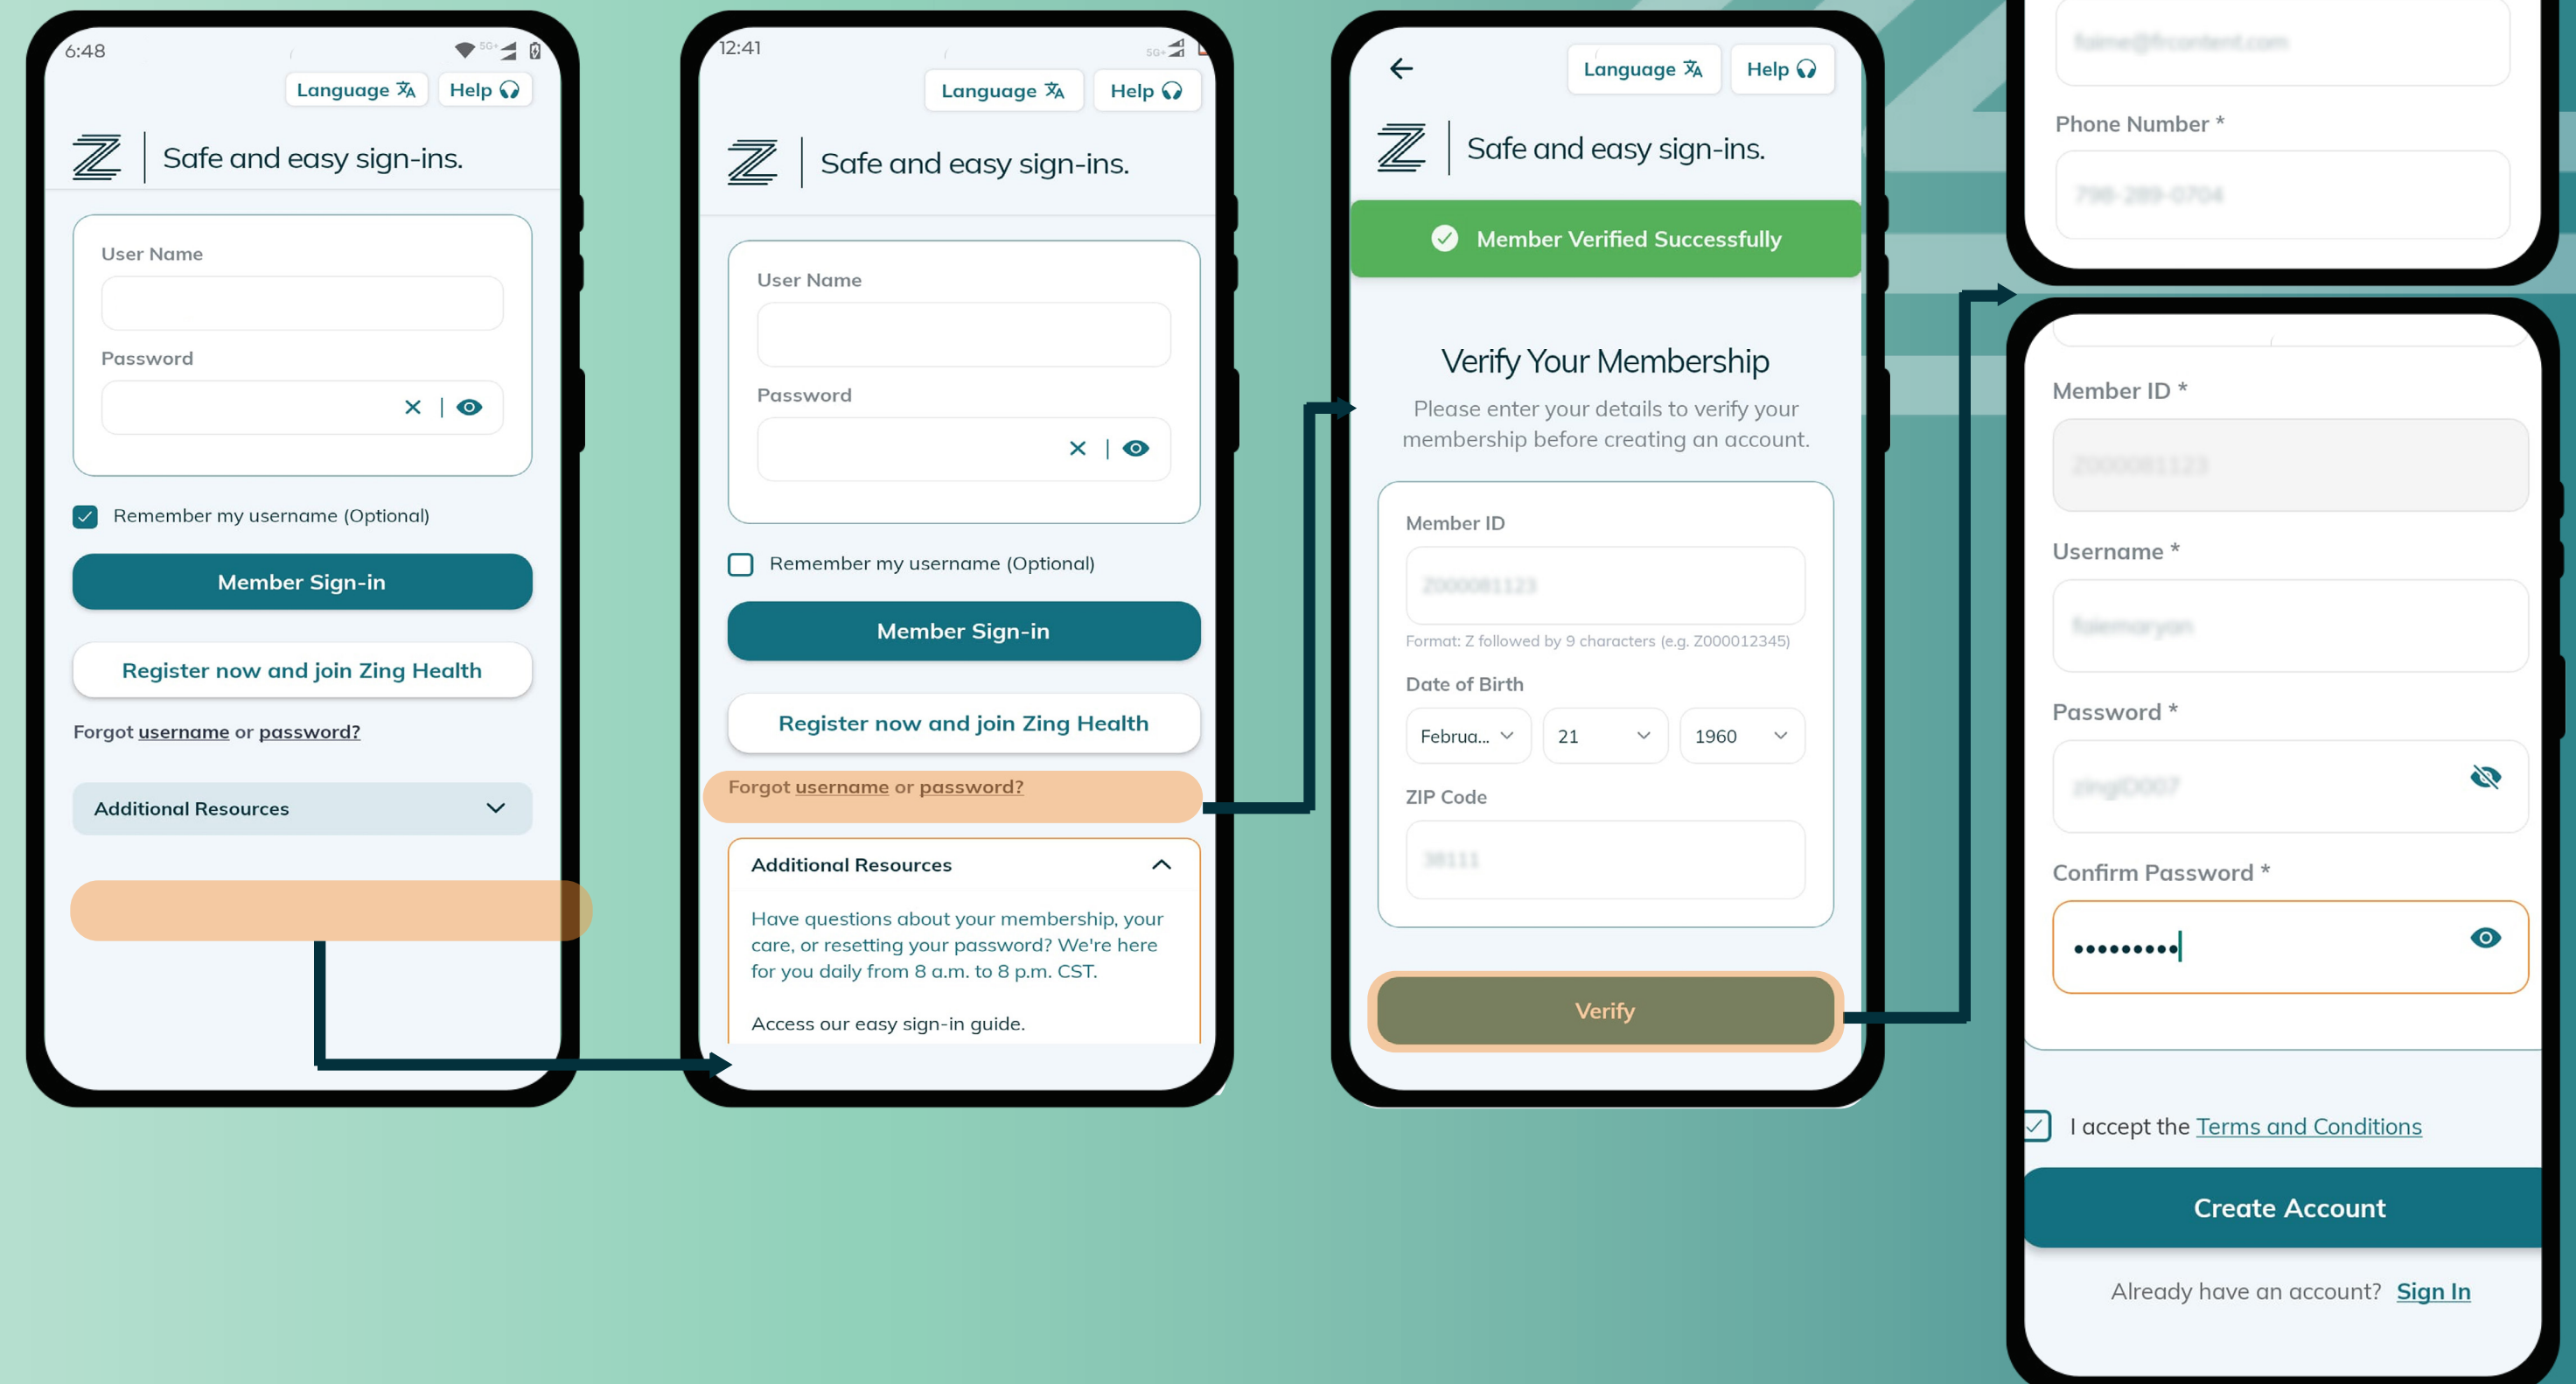 6:48
5G+
Language
Help
Safe and easy sign-ins.
User Name
Password
Remember my username (Optional)
Member Sign-in
Register now and join Zing Health
Forgot username or password?
Additional Resources
12:41
5G+
Language
Help
Safe and easy sign-ins.
User Name
Password
Remember my username (Optional)
Member Sign-in
Register now and join Zing Health
Forgot username or password?
Additional Resources
Have questions about your membership, your
care, or resetting your password? We're here
for you daily from 8 a.m. to 8 p.m. CST.
Access our easy sign-in guide.
Language
Help
Safe and easy sign-ins.
Member Verified Successfully
Verify Your Membership
Please enter your details to verify your
membership before creating an account.
Member ID
Format: Z followed by 9 characters (e.g. Z000012345)
Date of Birth
Februa... 21 1960
ZIP Code
Verify
Phone Number *
Member ID *
Username *
Password *
Confirm Password *
I accept the Terms and Conditions
Create Account
Already have an account? Sign In